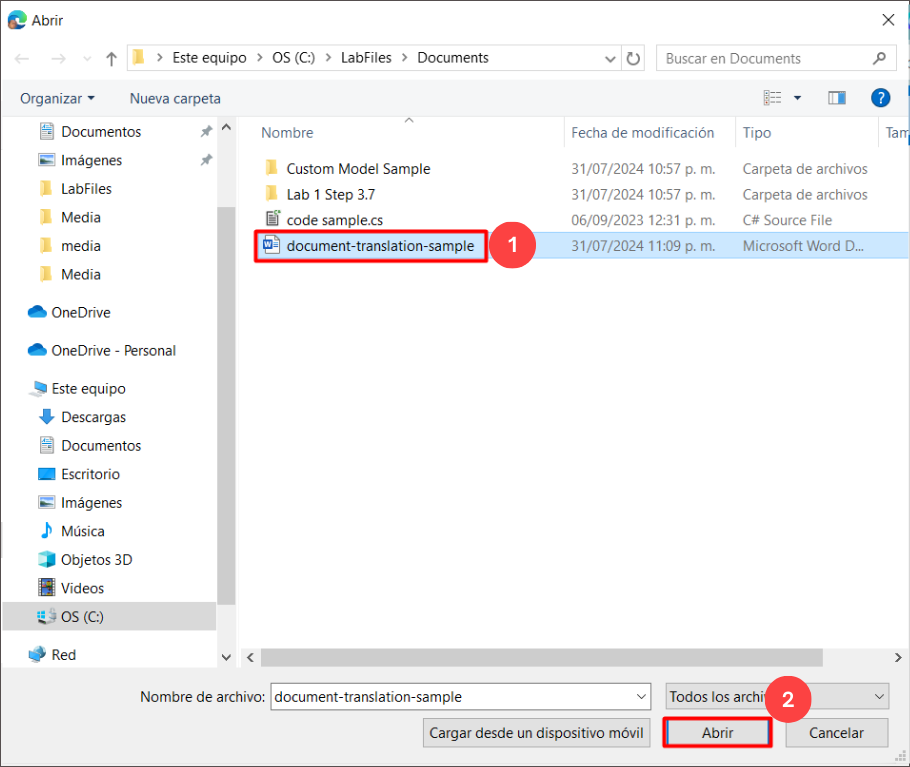 Abrir
Este equipo > OS (C:) > LabFiles > Documents
Buscar en Documents
Organizar
Nueva carpeta
?
Nombre
Fecha de modificación
Tipo
Tam
Documentos
Imágenes
LabFiles
Media
media
Media
OneDrive
OneDrive - Personal
Este equipo
Descargas
Documentos
Escritorio
Imágenes
Música
Objetos 3D
Videos
OS (C:)
Red
Custom Model Sample 31/07/2024 10:57 p. m. Carpeta de archivos
Lab 1 Step 3.7 31/07/2024 10:57 p. m. Carpeta de archivos
code sample.cs 06/09/2023 12:31 p. m. C# Source File
document-translation-sample 1 31/07/2024 11:09 p. m. Microsoft Word D...
Nombre de archivo: document-translation-sample
Todos los archi
2
Cargar desde un dispositivo móvil
Abrir
Cancelar